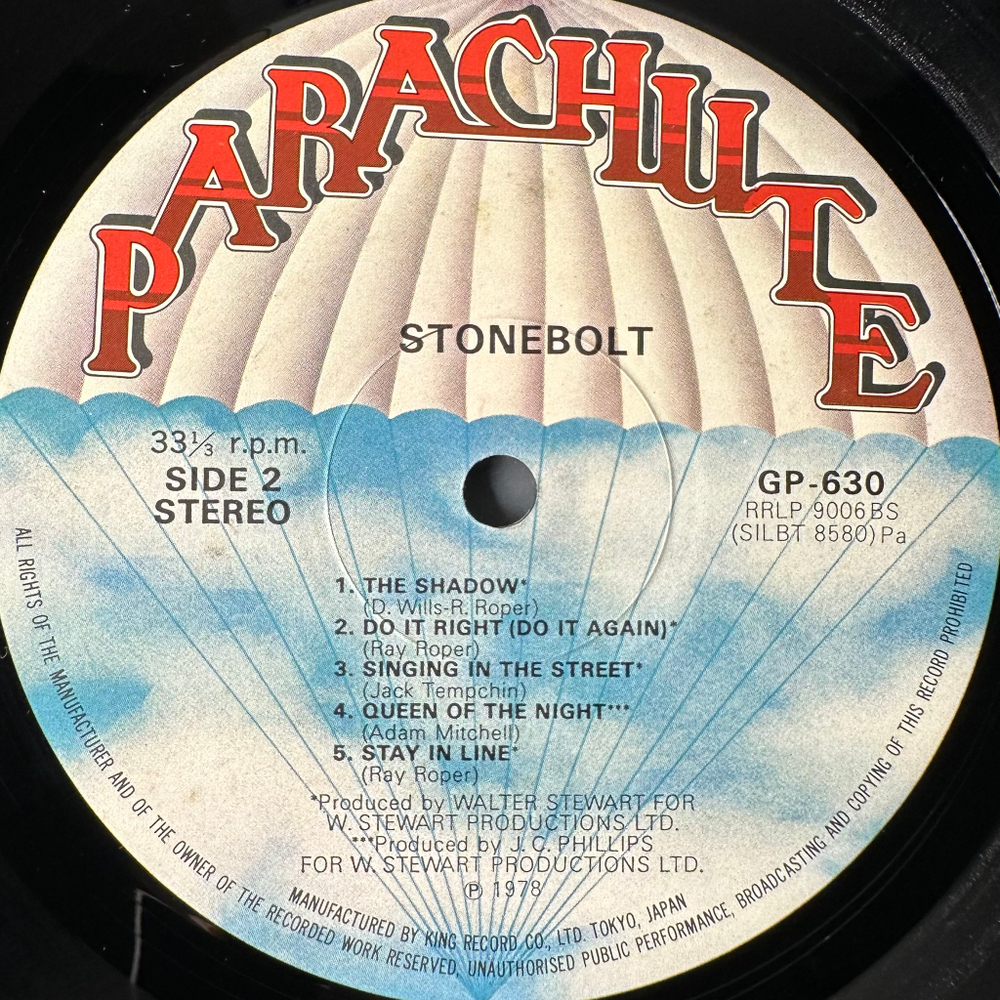 PARACHUTE
STONEBOLT
33⅓ r.p.m.
SIDE 2
STEREO
GP-630
RRLP 9006BS
(SILBT 8580)Pa
1. THE SHADOW*
(D. Wills-R. Roper)
2. DO IT RIGHT (DO IT AGAIN)*
(Ray Roper)
3. SINGING IN THE STREET*
(Jack Tempchin)
4. QUEEN OF THE NIGHT***
(Adam Mitchell)
5. STAY IN LINE*
(Ray Roper)
*Produced by WALTER STEWART FOR
W. STEWART PRODUCTIONS LTD.
***Produced by J. C. PHILLIPS
FOR W. STEWART PRODUCTIONS LTD.
℗ 1978
MANUFACTURED BY KING RECORD CO., LTD. TOKYO, JAPAN
ALL RIGHTS OF THE MANUFACTURER AND OF THE OWNER OF THE RECORDED WORK RESERVED, UNAUTHORISED PUBLIC PERFORMANCE, BROADCASTING AND COPYING OF THIS RECORD PROHIBITED